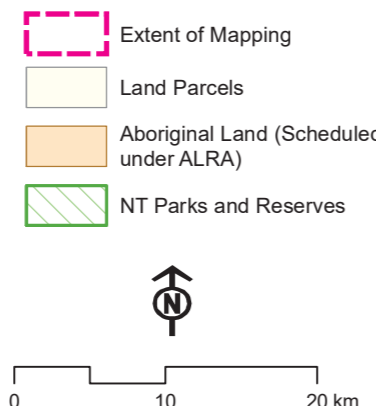 Extent of Mapping
Land Parcels
Aboriginal Land (Scheduled
under ALRA)
NT Parks and Reserves
N
0 10 20 km